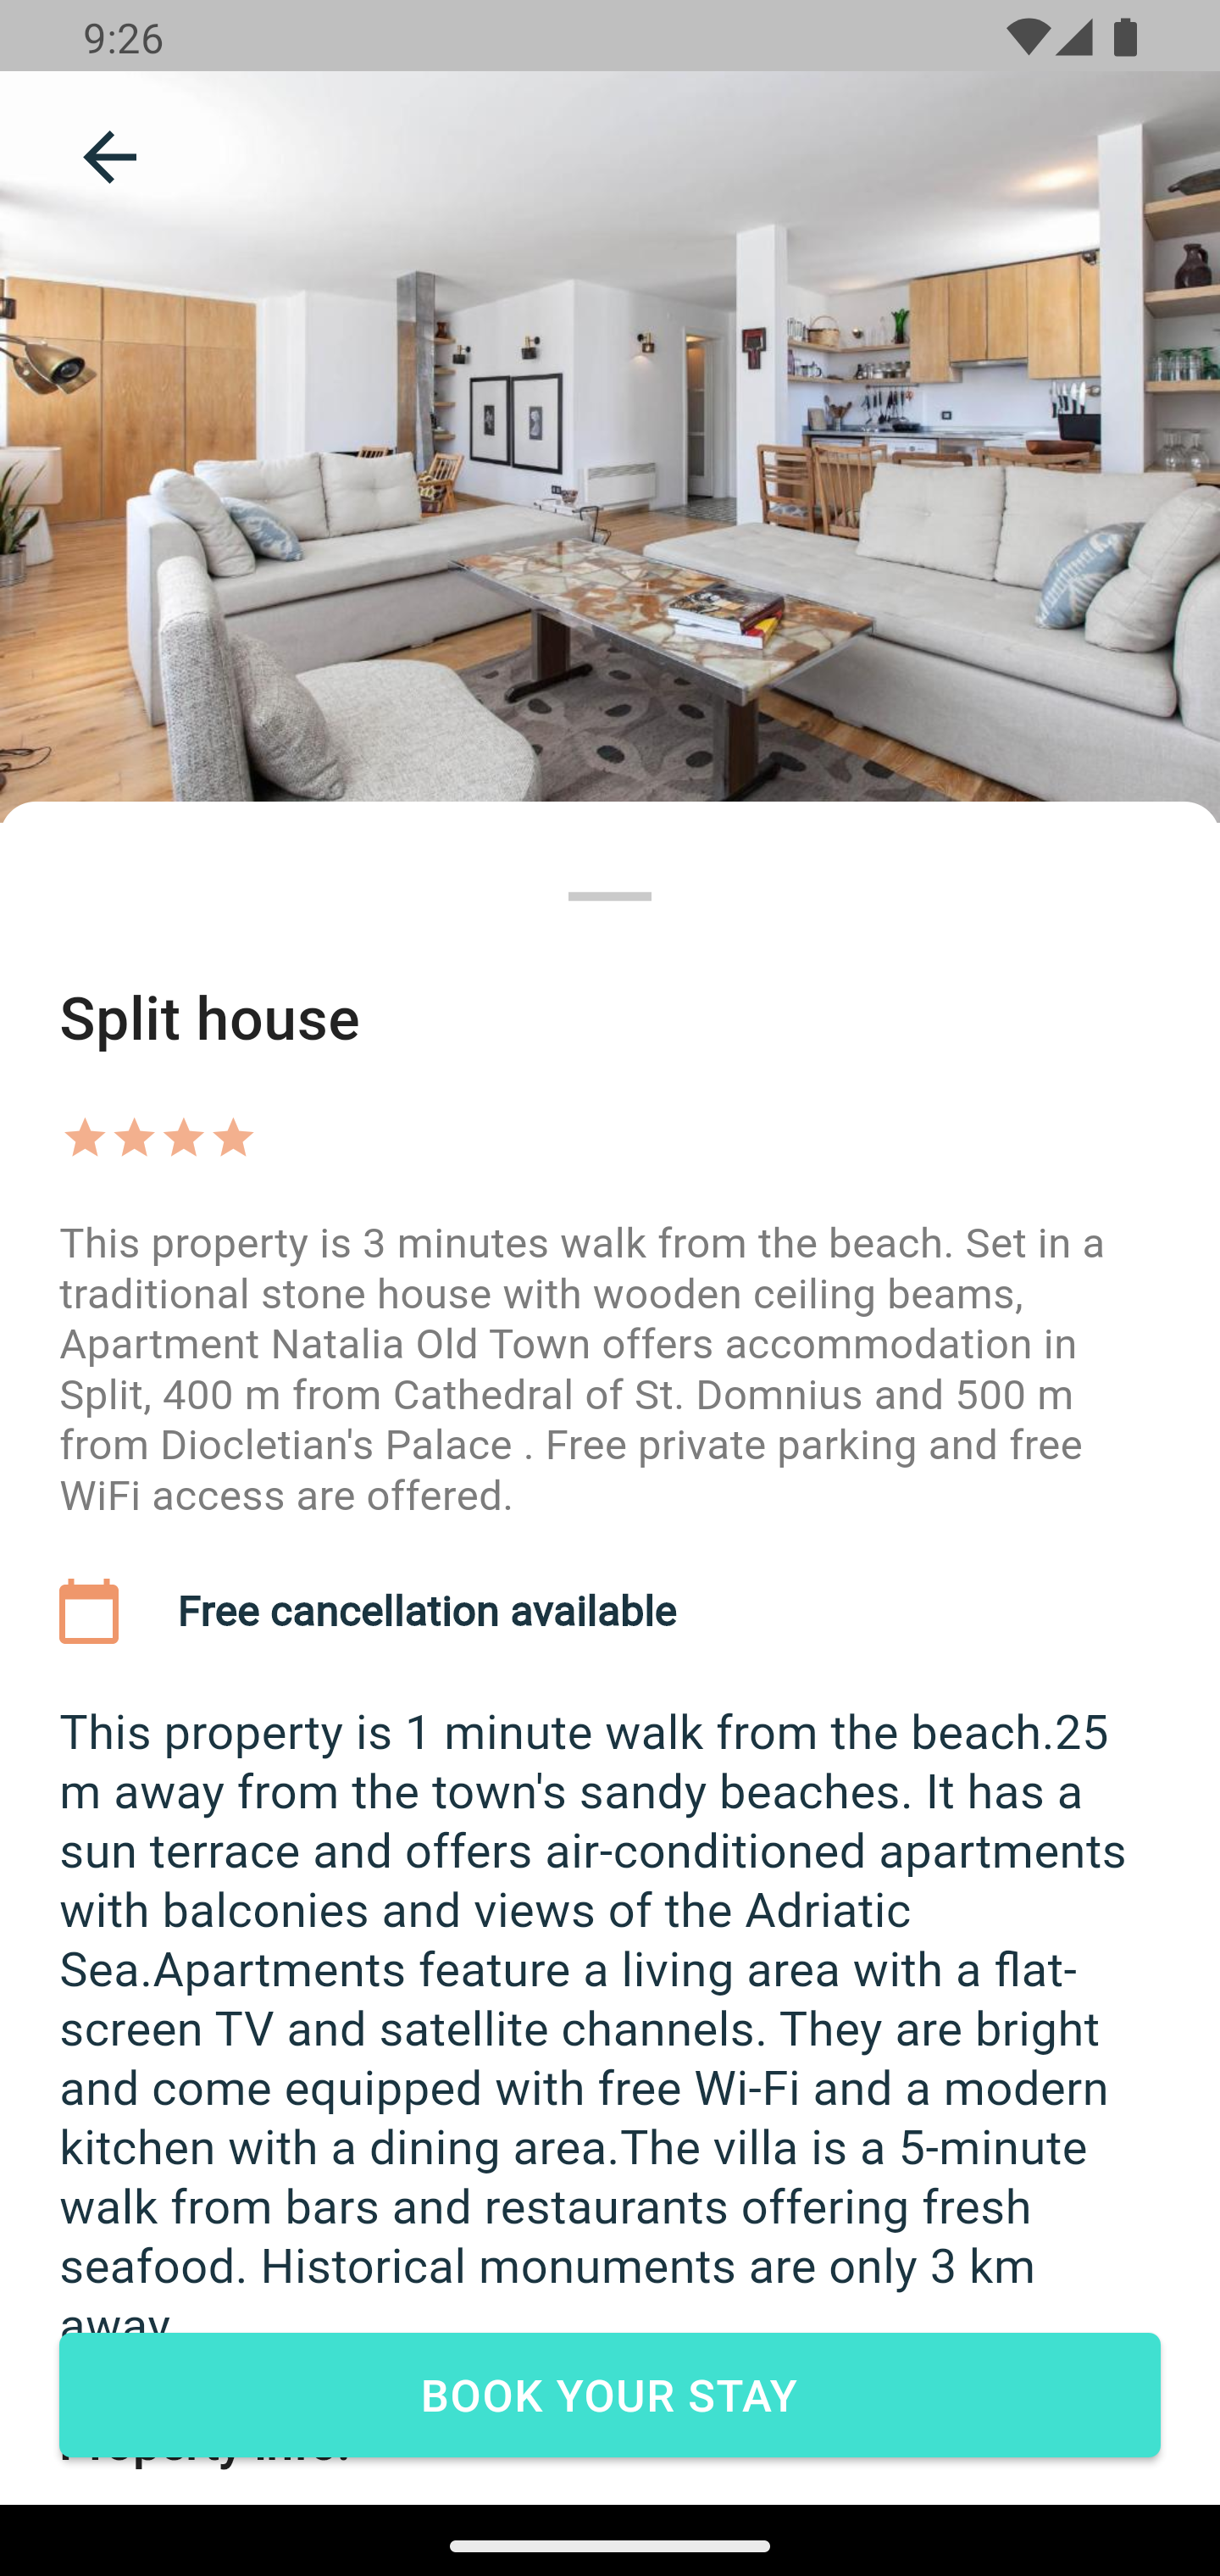 9:26
Split house
This property is 3 minutes walk from the beach. Set in a
traditional stone house with wooden ceiling beams,
Apartment Natalia Old Town offers accommodation in
Split, 400 m from Cathedral of St. Domnius and 500 m
from Diocletian's Palace . Free private parking and free
WiFi access are offered.
Free cancellation available
This property is 1 minute walk from the beach.25
m away from the town's sandy beaches. It has a
sun terrace and offers air-conditioned apartments
with balconies and views of the Adriatic
Sea.Apartments feature a living area with a flat-
screen TV and satellite channels. They are bright
and come equipped with free Wi-Fi and a modern
kitchen with a dining area.The villa is a 5-minute
walk from bars and restaurants offering fresh
seafood. Historical monuments are only 3 km
away
BOOK YOUR STAY